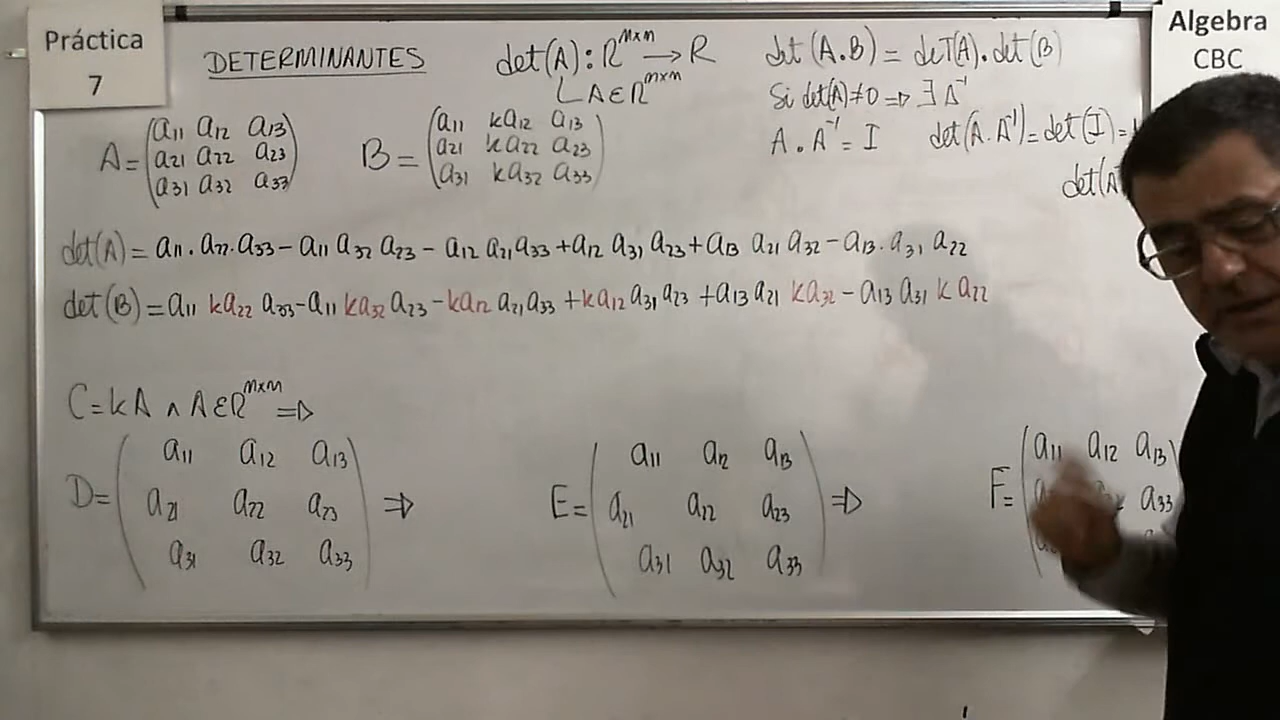 Práctica
7
DETERMINANTES
det(A): ℝ^{n×n} → R
L A∈ℝ^{n×n}
det(A.B) = deT(A).det(B)
Si det(A)≠0 ⇒ ∃A⁻¹
A . A⁻¹ = I
det(A.A⁻¹) = det(I) =
det(A
Algebra
CBC
A = (a11 a12 a13
a21 a22 a23
a31 a32 a33)
B = (a11 ka12 a13
a21 ka22 a23
a31 ka32 a33)
det(A) = a11.a22.a33 - a11 a32 a23 - a12 a21 a33 + a12 a31 a23 + a13 a21 a32 - a13.a31 a22
det(B) = a11 ka22 a33 - a11 ka32 a23 - ka12 a21 a33 + ka12 a31 a23 + a13 a21 ka32 - a13 a31 k a22
C = kA ∧ A∈ℝ^{n×n} ⇒
D = (a11 a12 a13
a21 a22 a23
a31 a32 a33) ⇒
E = (a11 a12 a13
a21 a22 a23
a31 a32 a33) ⇒
F = (a11 a12 a13)
a33